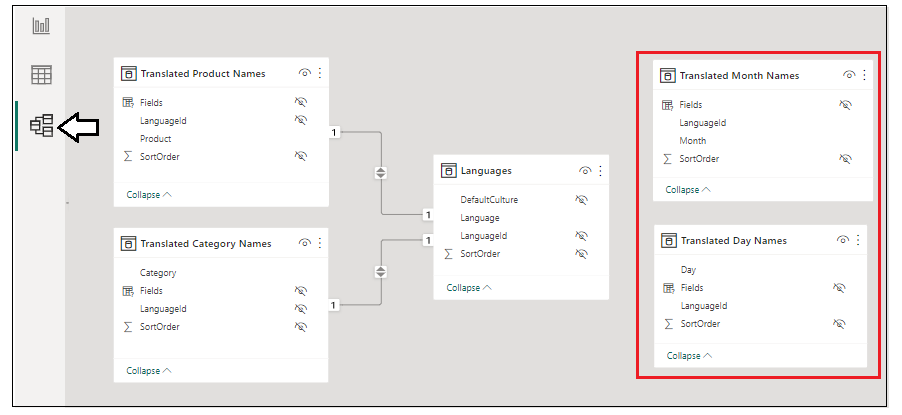 Translated Product Names
Fields
LanguageId
Product
SortOrder
Collapse
1
Translated Category Names
Category
Fields
LanguageId
SortOrder
Collapse
1
Languages
DefaultCulture
Language
LanguageId
SortOrder
Collapse
1
1
Translated Month Names
Fields
LanguageId
Month
SortOrder
Collapse
Translated Day Names
Day
Fields
LanguageId
SortOrder
Collapse